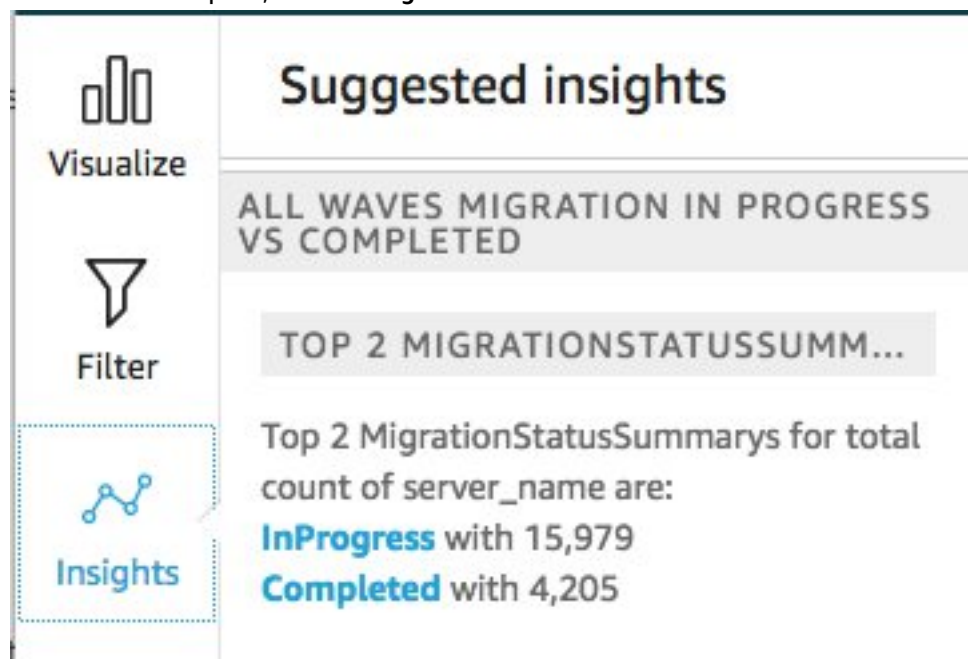 Suggested insights
Visualize
ALL WAVES MIGRATION IN PROGRESS
VS COMPLETED
Filter
TOP 2 MIGRATIONSTATUSSUMM...
Top 2 MigrationStatusSummarys for total
count of server_name are:
InProgress with 15,979
Completed with 4,205
Insights